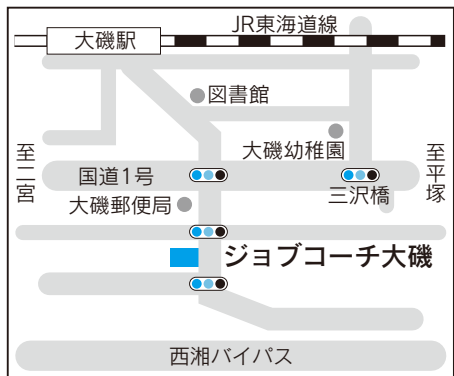 JR東海道線
大磯駅
図書館
大磯幼稚園
至二宮
国道1号
至平塚
三沢橋
大磯郵便局
ジョブコーチ大磯
西湘バイパス